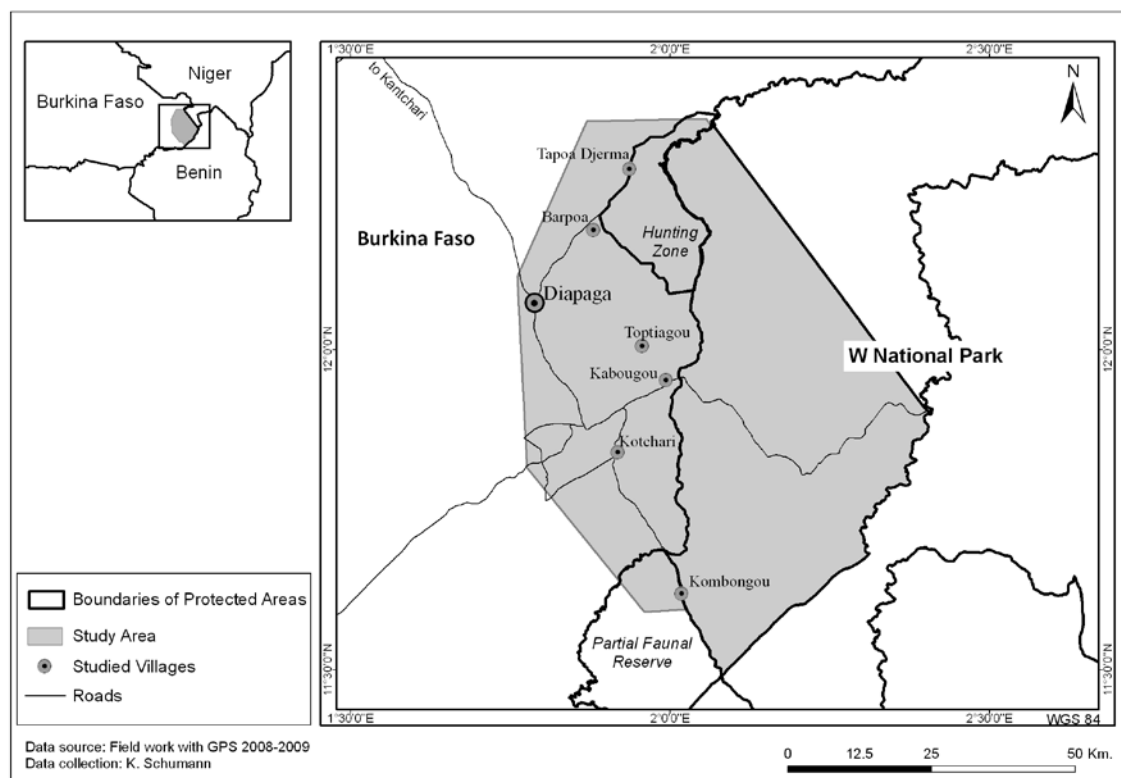 Niger
Burkina Faso
Benin
1°30'0"E
2°0'0"E
2°30'0"E
to Kantchari
N
Tapoa Djerma
Barpoa
Hunting
Zone
Burkina Faso
Diapaga
Toptiagou
12°0'0"N
12°0'0"N
W National Park
Kabougou
Kotchari
Kombongou
Partial Faunal
Reserve
11°30'0"N
11°30'0"N
1°30'0"E
2°0'0"E
2°30'0"E
WGS 84
Boundaries of Protected Areas
Study Area
Studied Villages
Roads
Data source: Field work with GPS 2008-2009
Data collection: K. Schumann
0 12.5 25 50 Km.